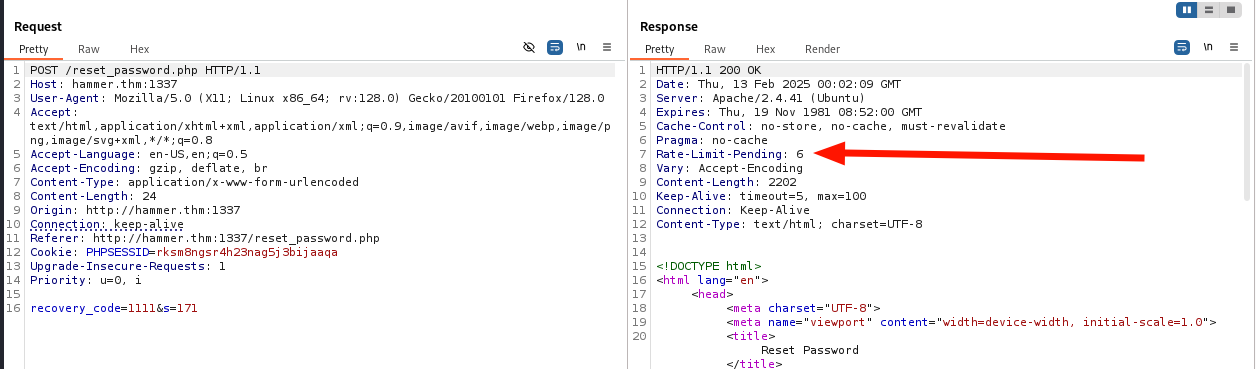 Request
Pretty Raw Hex
\n
1 POST /reset_password.php HTTP/1.1
2 Host: hammer.thm:1337
3 User-Agent: Mozilla/5.0 (X11; Linux x86_64; rv:128.0) Gecko/20100101 Firefox/128.0
4 Accept:
text/html,application/xhtml+xml,application/xml;q=0.9,image/avif,image/webp,image/p
ng,image/svg+xml,*/*;q=0.8
5 Accept-Language: en-US,en;q=0.5
6 Accept-Encoding: gzip, deflate, br
7 Content-Type: application/x-www-form-urlencoded
8 Content-Length: 24
9 Origin: http://hammer.thm:1337
10 Connection: keep-alive
11 Referer: http://hammer.thm:1337/reset_password.php
12 Cookie: PHPSESSID=rksm8ngsr4h23nag5j3bijaaqa
13 Upgrade-Insecure-Requests: 1
14 Priority: u=0, i
15
16 recovery_code=1111&s=171
Response
Pretty Raw Hex Render
\n
1 HTTP/1.1 200 OK
2 Date: Thu, 13 Feb 2025 00:02:09 GMT
3 Server: Apache/2.4.41 (Ubuntu)
4 Expires: Thu, 19 Nov 1981 08:52:00 GMT
5 Cache-Control: no-store, no-cache, must-revalidate
6 Pragma: no-cache
7 Rate-Limit-Pending: 6
8 Vary: Accept-Encoding
9 Content-Length: 2202
10 Keep-Alive: timeout=5, max=100
11 Connection: Keep-Alive
12 Content-Type: text/html; charset=UTF-8
13
14
15 <!DOCTYPE html>
16 <html lang="en">
17 <head>
18 <meta charset="UTF-8">
19 <meta name="viewport" content="width=device-width, initial-scale=1.0">
20 <title>
Reset Password
</title>